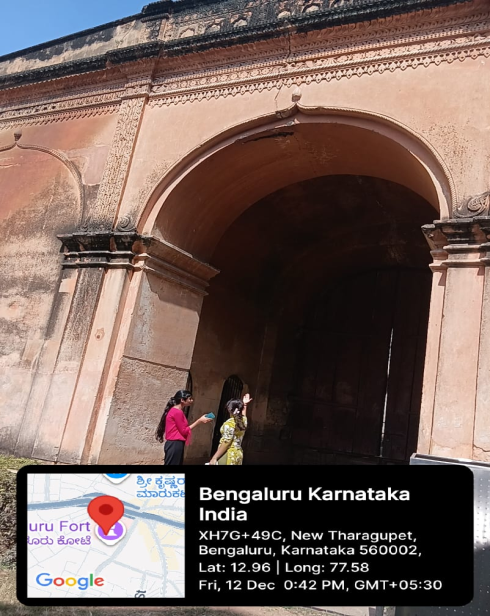 ಶ್ರೀ ಕೃಷ್ಣರ
ಮಾರುಕಟ
uru Fort
ೂರು ಕೋಟೆ
Google
Bengaluru Karnataka
India
XH7G+49C, New Tharagupet,
Bengaluru, Karnataka 560002,
Lat: 12.96 | Long: 77.58
Fri, 12 Dec 0:42 PM, GMT+05:30